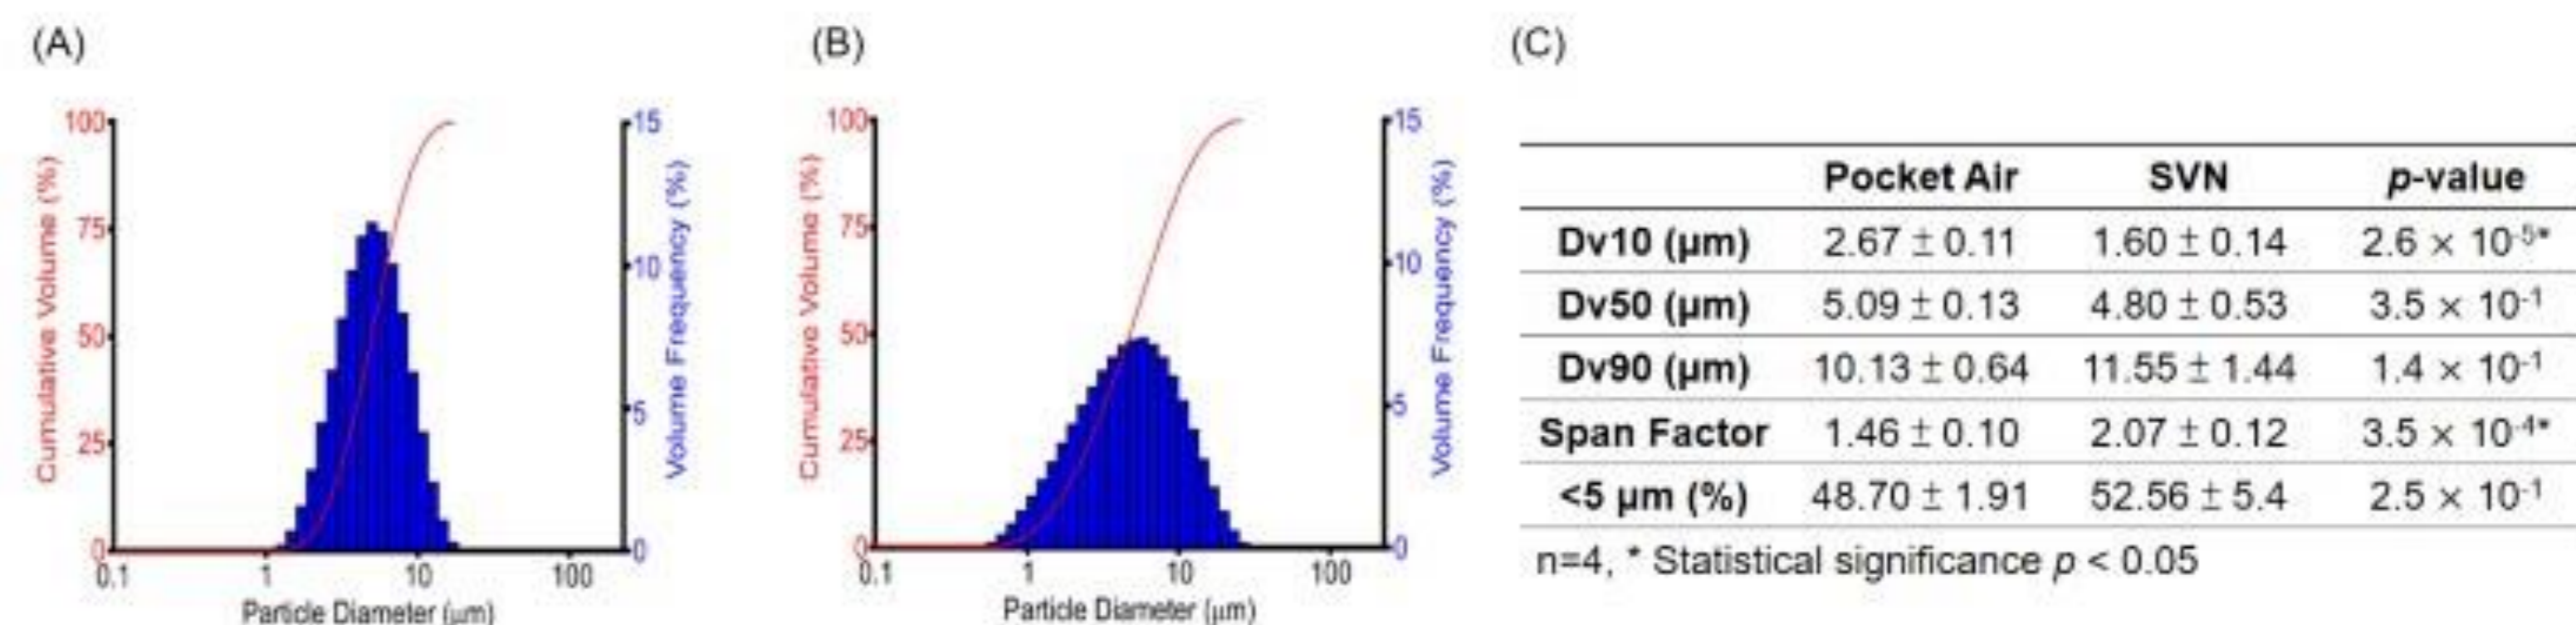 (A)
100
75
50
25
0
Cumulative Volume (%)
15
10
5
0
Volume Frequency (%)
0.1 1 10 100
Particle Diameter (μm)
(B)
100
75
50
25
0
Cumulative Volume (%)
15
10
5
0
Volume Frequency (%)
0.1 1 10 100
Particle Diameter (μm)
(C)
Pocket Air SVN p-value
Dv10 (μm) 2.67 ± 0.11 1.60 ± 0.14 2.6 × 10⁻⁵*
Dv50 (μm) 5.09 ± 0.13 4.80 ± 0.53 3.5 × 10⁻¹
Dv90 (μm) 10.13 ± 0.64 11.55 ± 1.44 1.4 × 10⁻¹
Span Factor 1.46 ± 0.10 2.07 ± 0.12 3.5 × 10⁻⁴*
<5 μm (%) 48.70 ± 1.91 52.56 ± 5.4 2.5 × 10⁻¹
n=4, * Statistical significance p < 0.05